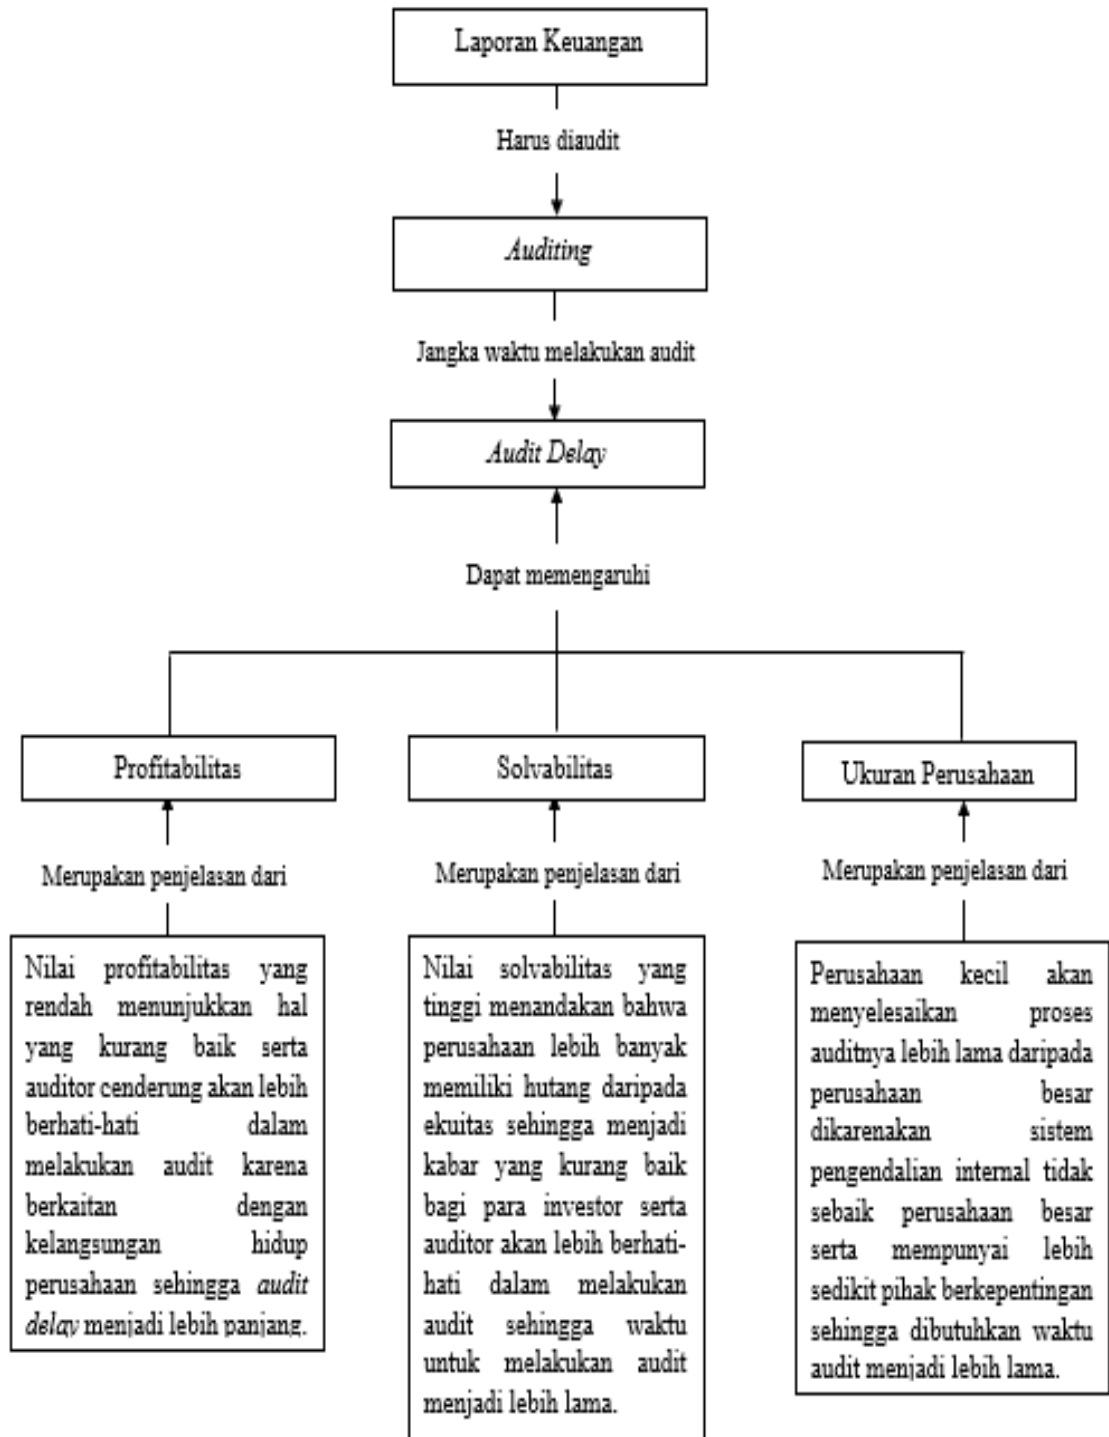 Laporan Keuangan
Harus diaudit
Auditing
Jangka waktu melakukan audit
Audit Delay
Dapat memengaruhi
Profitabilitas
Solvabilitas
Ukuran Perusahaan
Merupakan penjelasan dari
Merupakan penjelasan dari
Merupakan penjelasan dari
Nilai profitabilitas yang
rendah menunjukkan hal
yang kurang baik serta
auditor cenderung akan lebih
berhati-hati dalam
melakukan audit karena
berkaitan dengan
kelangsungan hidup
perusahaan sehingga audit
delay menjadi lebih panjang.
Nilai solvabilitas yang
tinggi menandakan bahwa
perusahaan lebih banyak
memiliki hutang daripada
ekuitas sehingga menjadi
kabar yang kurang baik
bagi para investor serta
auditor akan lebih berhati-
hati dalam melakukan
audit sehingga waktu
untuk melakukan audit
menjadi lebih lama.
Perusahaan kecil akan
menyelesaikan proses
auditnya lebih lama daripada
perusahaan besar
dikarenakan sistem
pengendalian internal tidak
sebaik perusahaan besar
serta mempunyai lebih
sedikit pihak berkepentingan
sehingga dibutuhkan waktu
audit menjadi lebih lama.